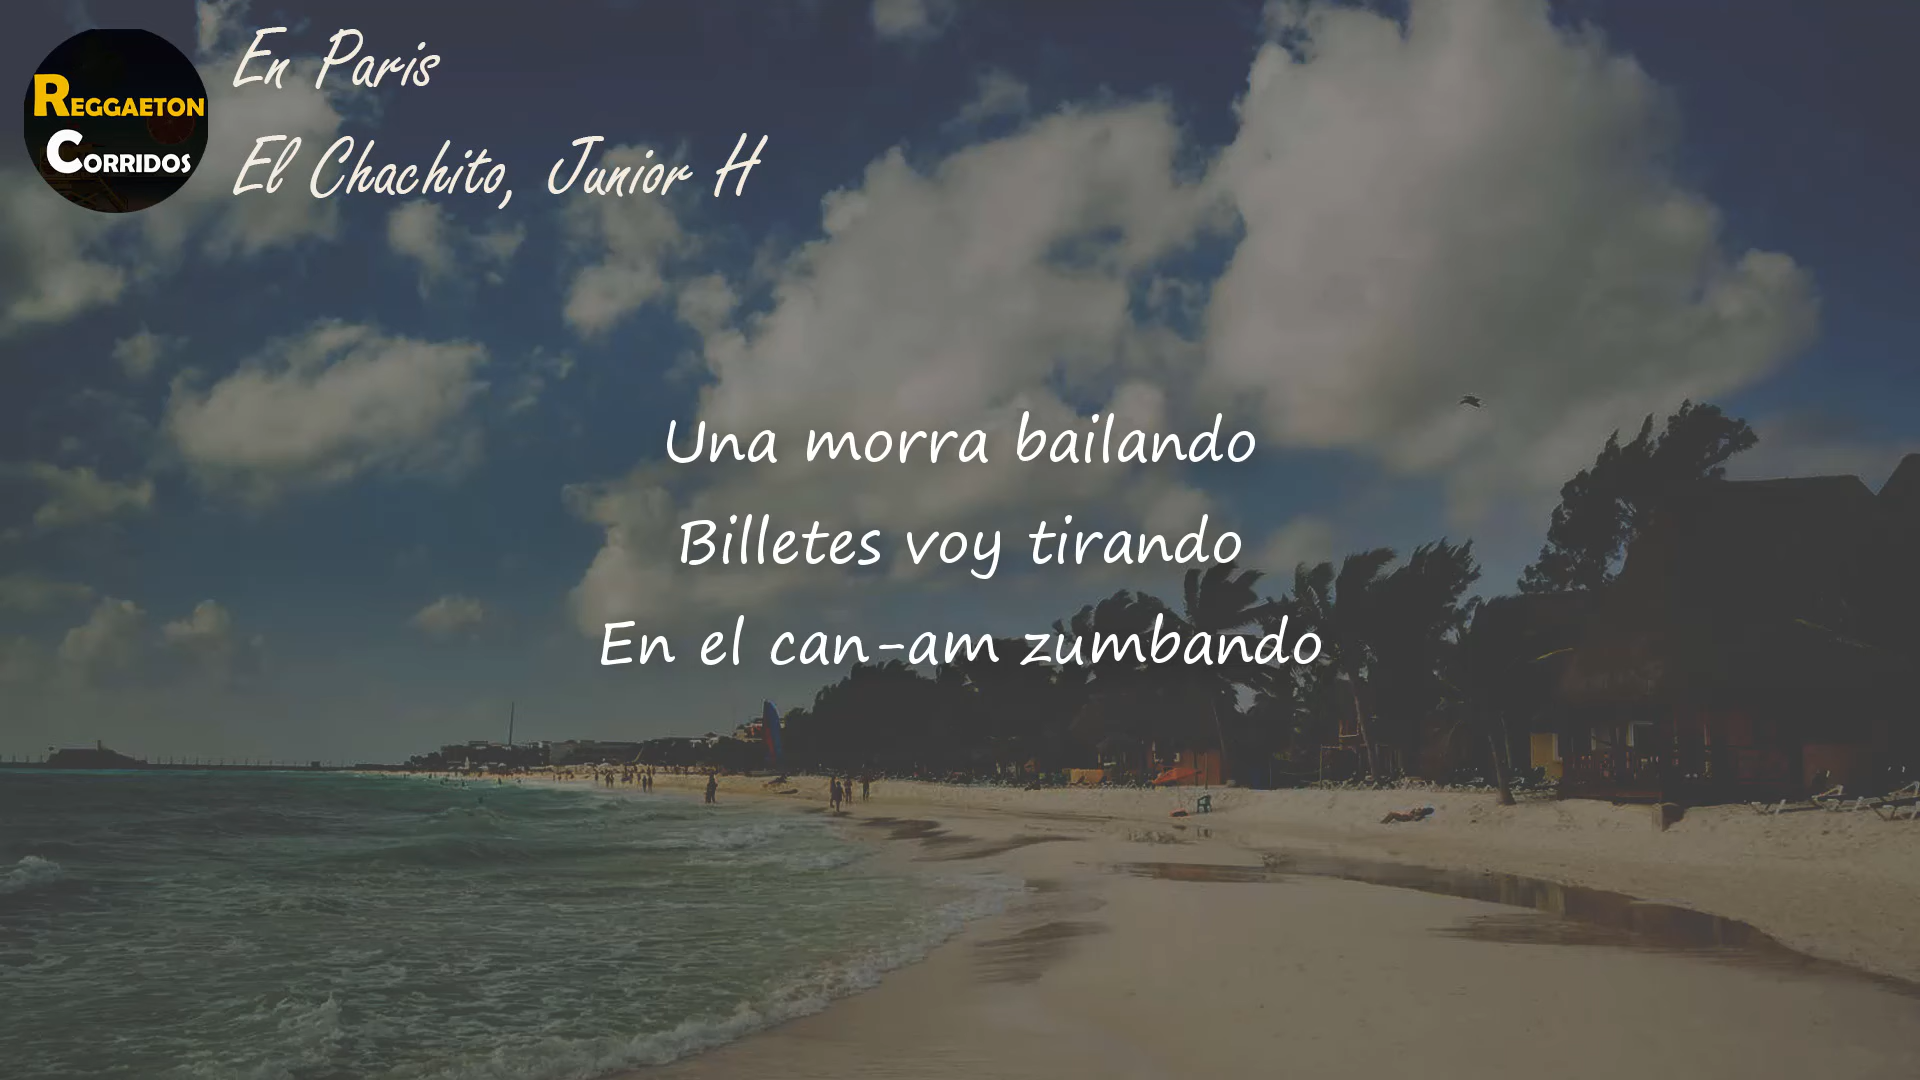 En Paris
El Chachito, Junior H
REGGAETON
CORRIDOS
Una morra bailando
Billetes voy tirando
En el can-am zumbando